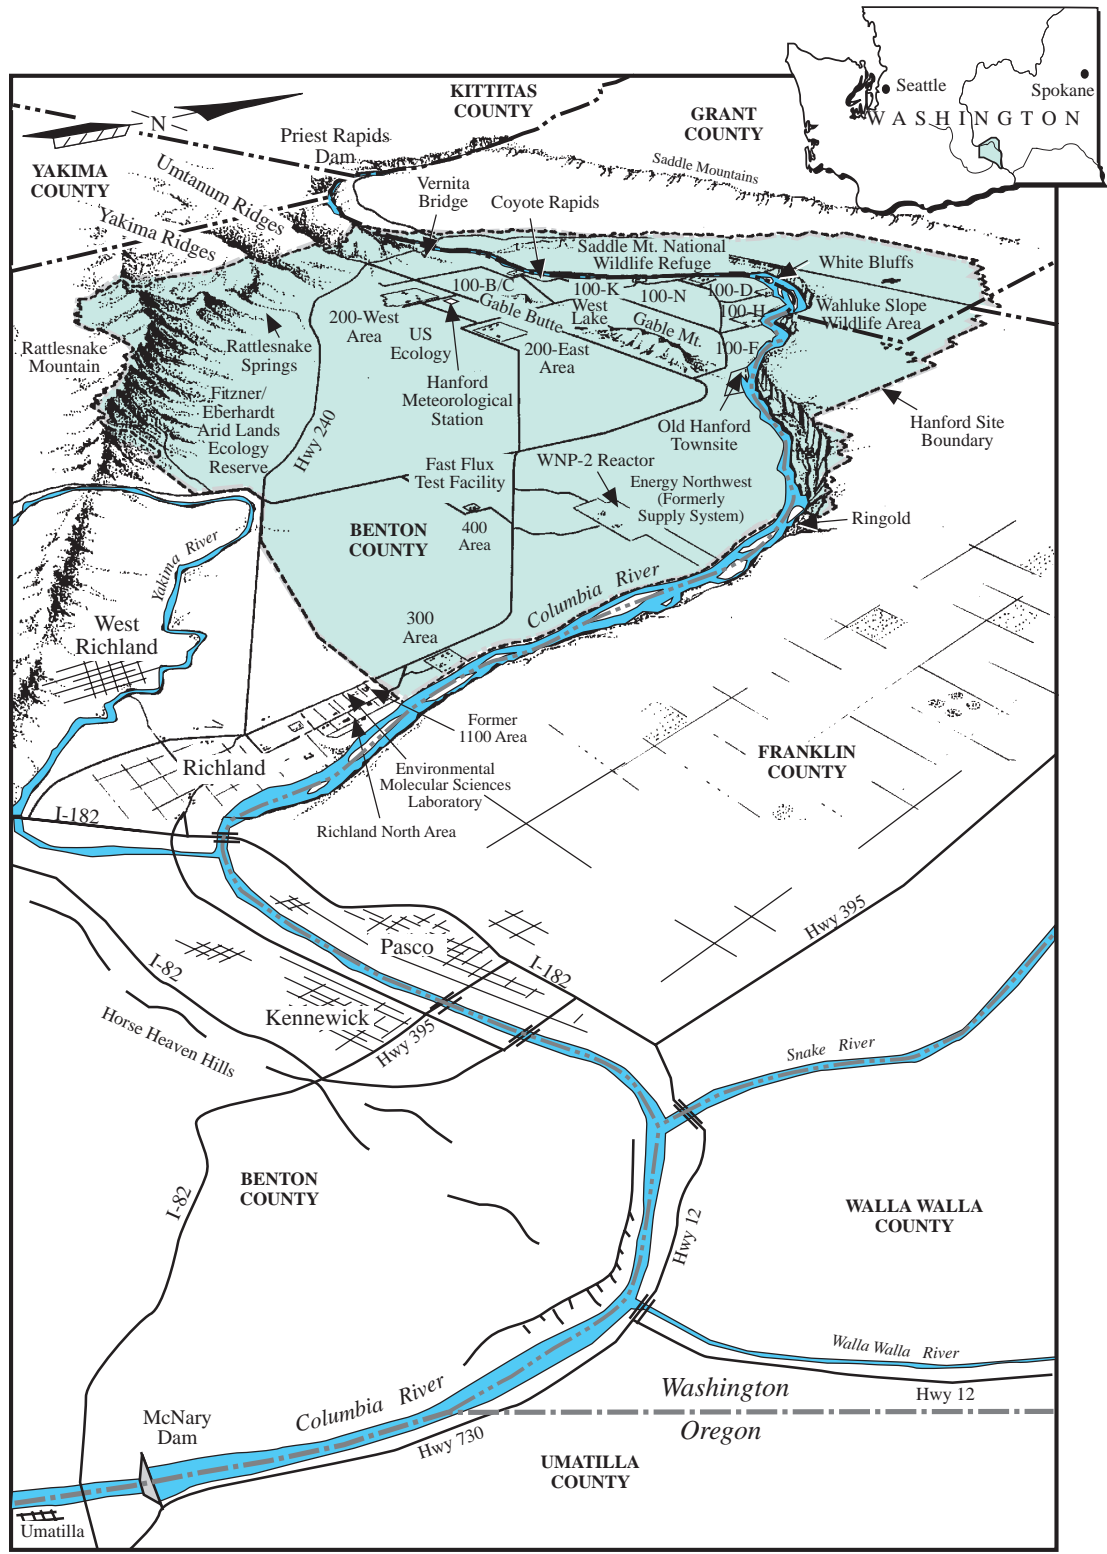 Seattle
Spokane
WASHINGTON
KITTITAS
COUNTY
GRANT
COUNTY
N
Priest Rapids
Dam
YAKIMA
COUNTY
Umtanum Ridges
Yakima Ridges
Saddle Mountains
Vernita
Bridge
Coyote Rapids
Saddle Mt. National
Wildlife Refuge
White Bluffs
100-B/C
100-K
100-N
100-D
100-H
100-F
Wahluke Slope
Wildlife Area
Gable Butte
West
Lake
Gable Mt.
200-West
Area
US
Ecology
200-East
Area
Rattlesnake
Mountain
Rattlesnake
Springs
Hanford
Meteorological
Station
Fitzner/
Eberhardt
Arid Lands
Ecology
Reserve
Hwy 240
Old Hanford
Townsite
Hanford Site
Boundary
Fast Flux
Test Facility
WNP-2 Reactor
Energy Northwest
(Formerly
Supply System)
BENTON
COUNTY
400
Area
Ringold
Yakima River
Columbia River
West
Richland
300
Area
Former
1100 Area
FRANKLIN
COUNTY
Richland
Environmental
Molecular Sciences
Laboratory
I-182
Richland North Area
Hwy 395
Pasco
I-182
I-82
Kennewick
Hwy 395
Horse Heaven Hills
Snake River
BENTON
COUNTY
I-82
WALLA WALLA
COUNTY
Hwy 12
Walla Walla River
Hwy 12
Columbia River
Washington
Oregon
McNary
Dam
Hwy 730
UMATILLA
COUNTY
Umatilla